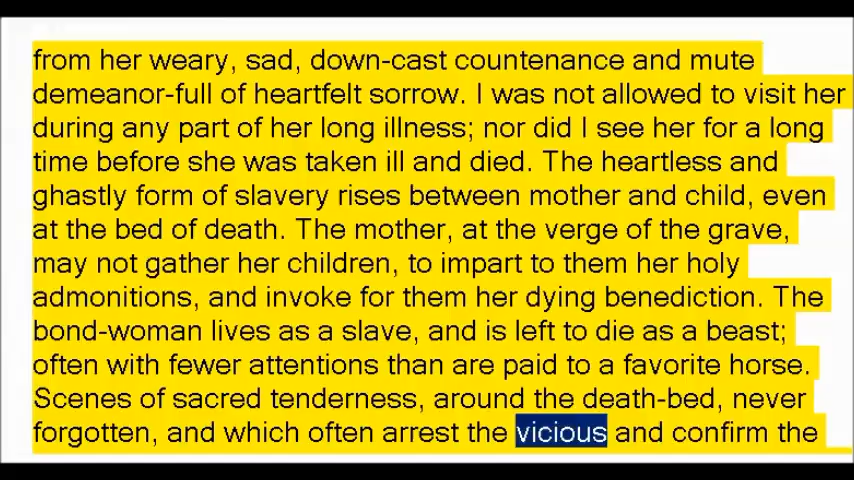 from her weary, sad, down-cast countenance and mute
demeanor-full of heartfelt sorrow. I was not allowed to visit her
during any part of her long illness; nor did I see her for a long
time before she was taken ill and died. The heartless and
ghastly form of slavery rises between mother and child, even
at the bed of death. The mother, at the verge of the grave,
may not gather her children, to impart to them her holy
admonitions, and invoke for them her dying benediction. The
bond-woman lives as a slave, and is left to die as a beast;
often with fewer attentions than are paid to a favorite horse.
Scenes of sacred tenderness, around the death-bed, never
forgotten, and which often arrest the vicious and confirm the